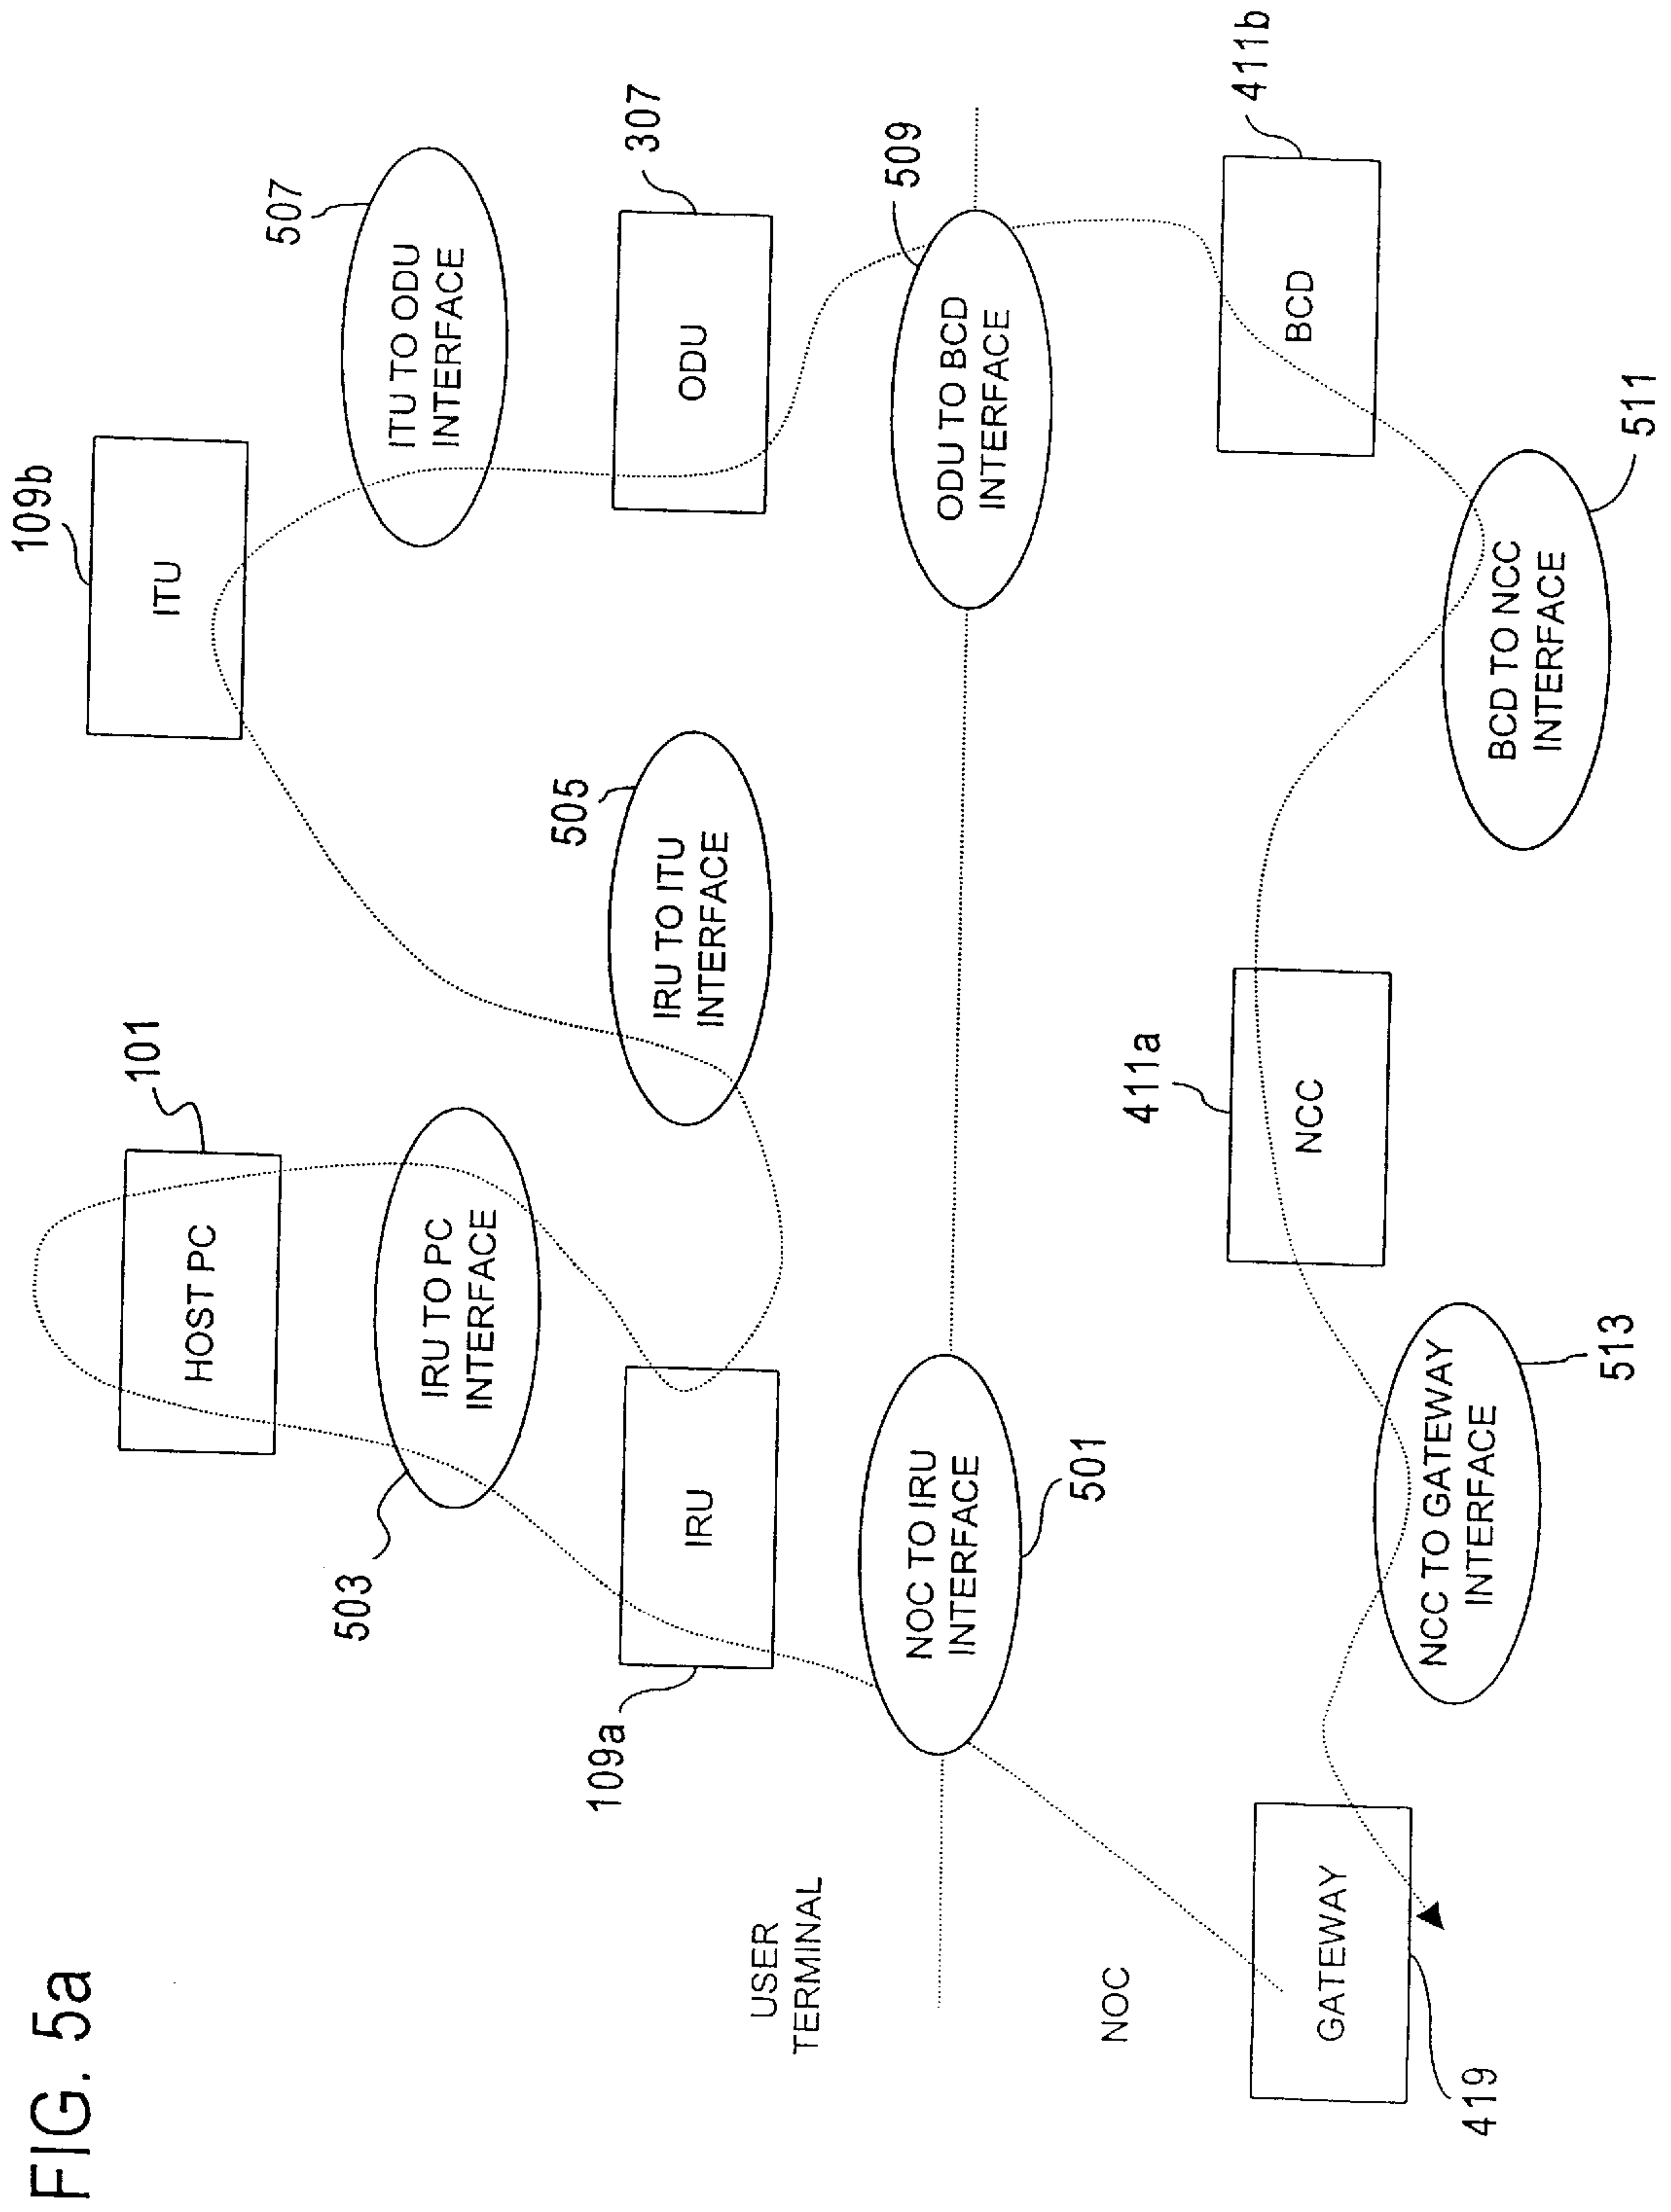 FIG. 5a
HOST PC
101
ITU
109b
IRU TO PC
INTERFACE
503
ITU TO ODU
INTERFACE
507
IRU
109a
IRU TO ITU
INTERFACE
505
ODU
307
USER
TERMINAL
NOC TO IRU
INTERFACE
501
ODU TO BCD
INTERFACE
509
NOC
GATEWAY
419
NCC
411a
BCD
411b
NCC TO GATEWAY
INTERFACE
513
BCD TO NCC
INTERFACE
511